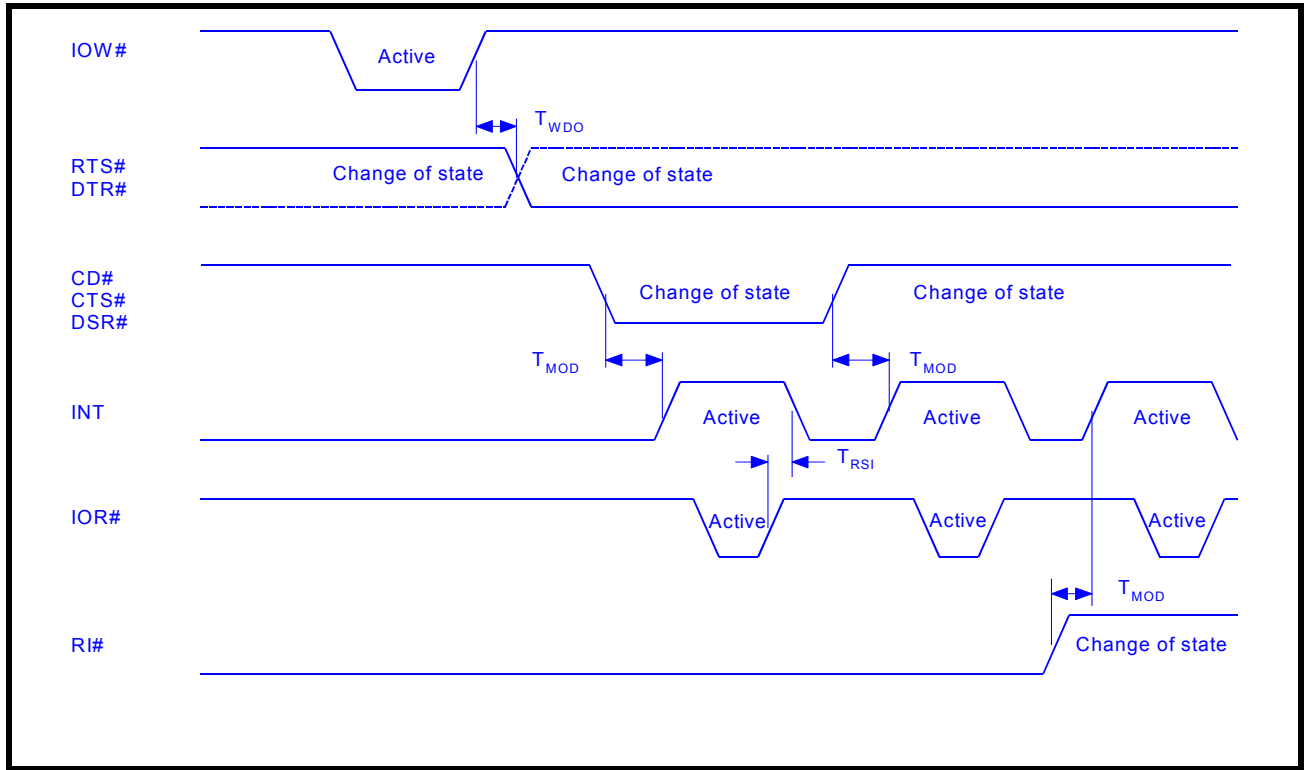 IOW#
Active
TWDO
RTS#
DTR#
Change of state
Change of state
CD#
CTS#
DSR#
Change of state
Change of state
TMOD
TMOD
INT
Active
Active
Active
TRSI
IOR#
Active
Active
Active
TMOD
RI#
Change of state